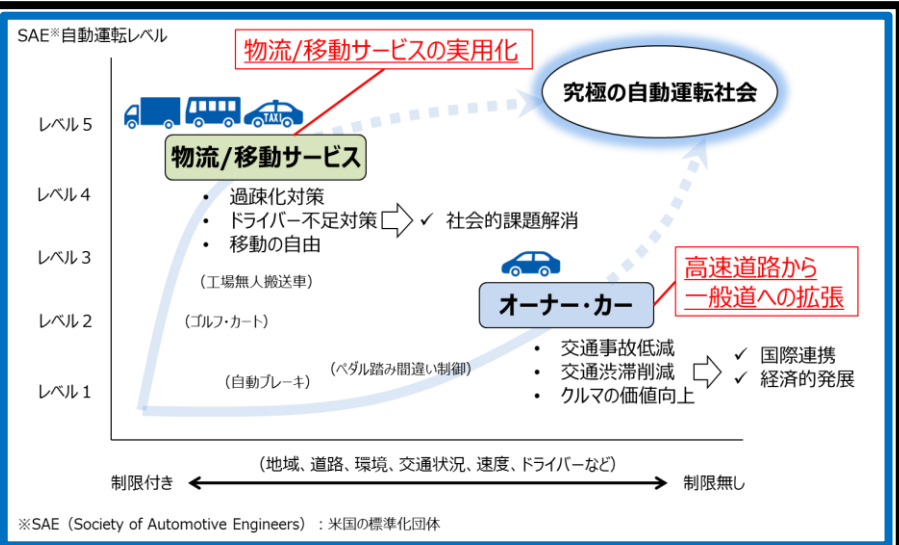 SAE※自動運転レベル
物流/移動サービスの実用化
究極の自動運転社会
レベル 5
TAXI
物流/移動サービス
レベル 4
• 過疎化対策
• ドライバー不足対策
• 移動の自由
✓ 社会的課題解消
レベル 3
(工場無人搬送車)
高速道路から
一般道への拡張
オーナー・カー
レベル 2
(ゴルフ・カート)
• 交通事故低減
• 交通渋滞削減
• クルマの価値向上
✓ 国際連携
✓ 経済的発展
(ペダル踏み間違い制御)
(自動ブレーキ)
レベル 1
(地域、道路、環境、交通状況、速度、ドライバーなど)
制限付き
制限無し
※SAE(Society of Automotive Engineers):米国の標準化団体